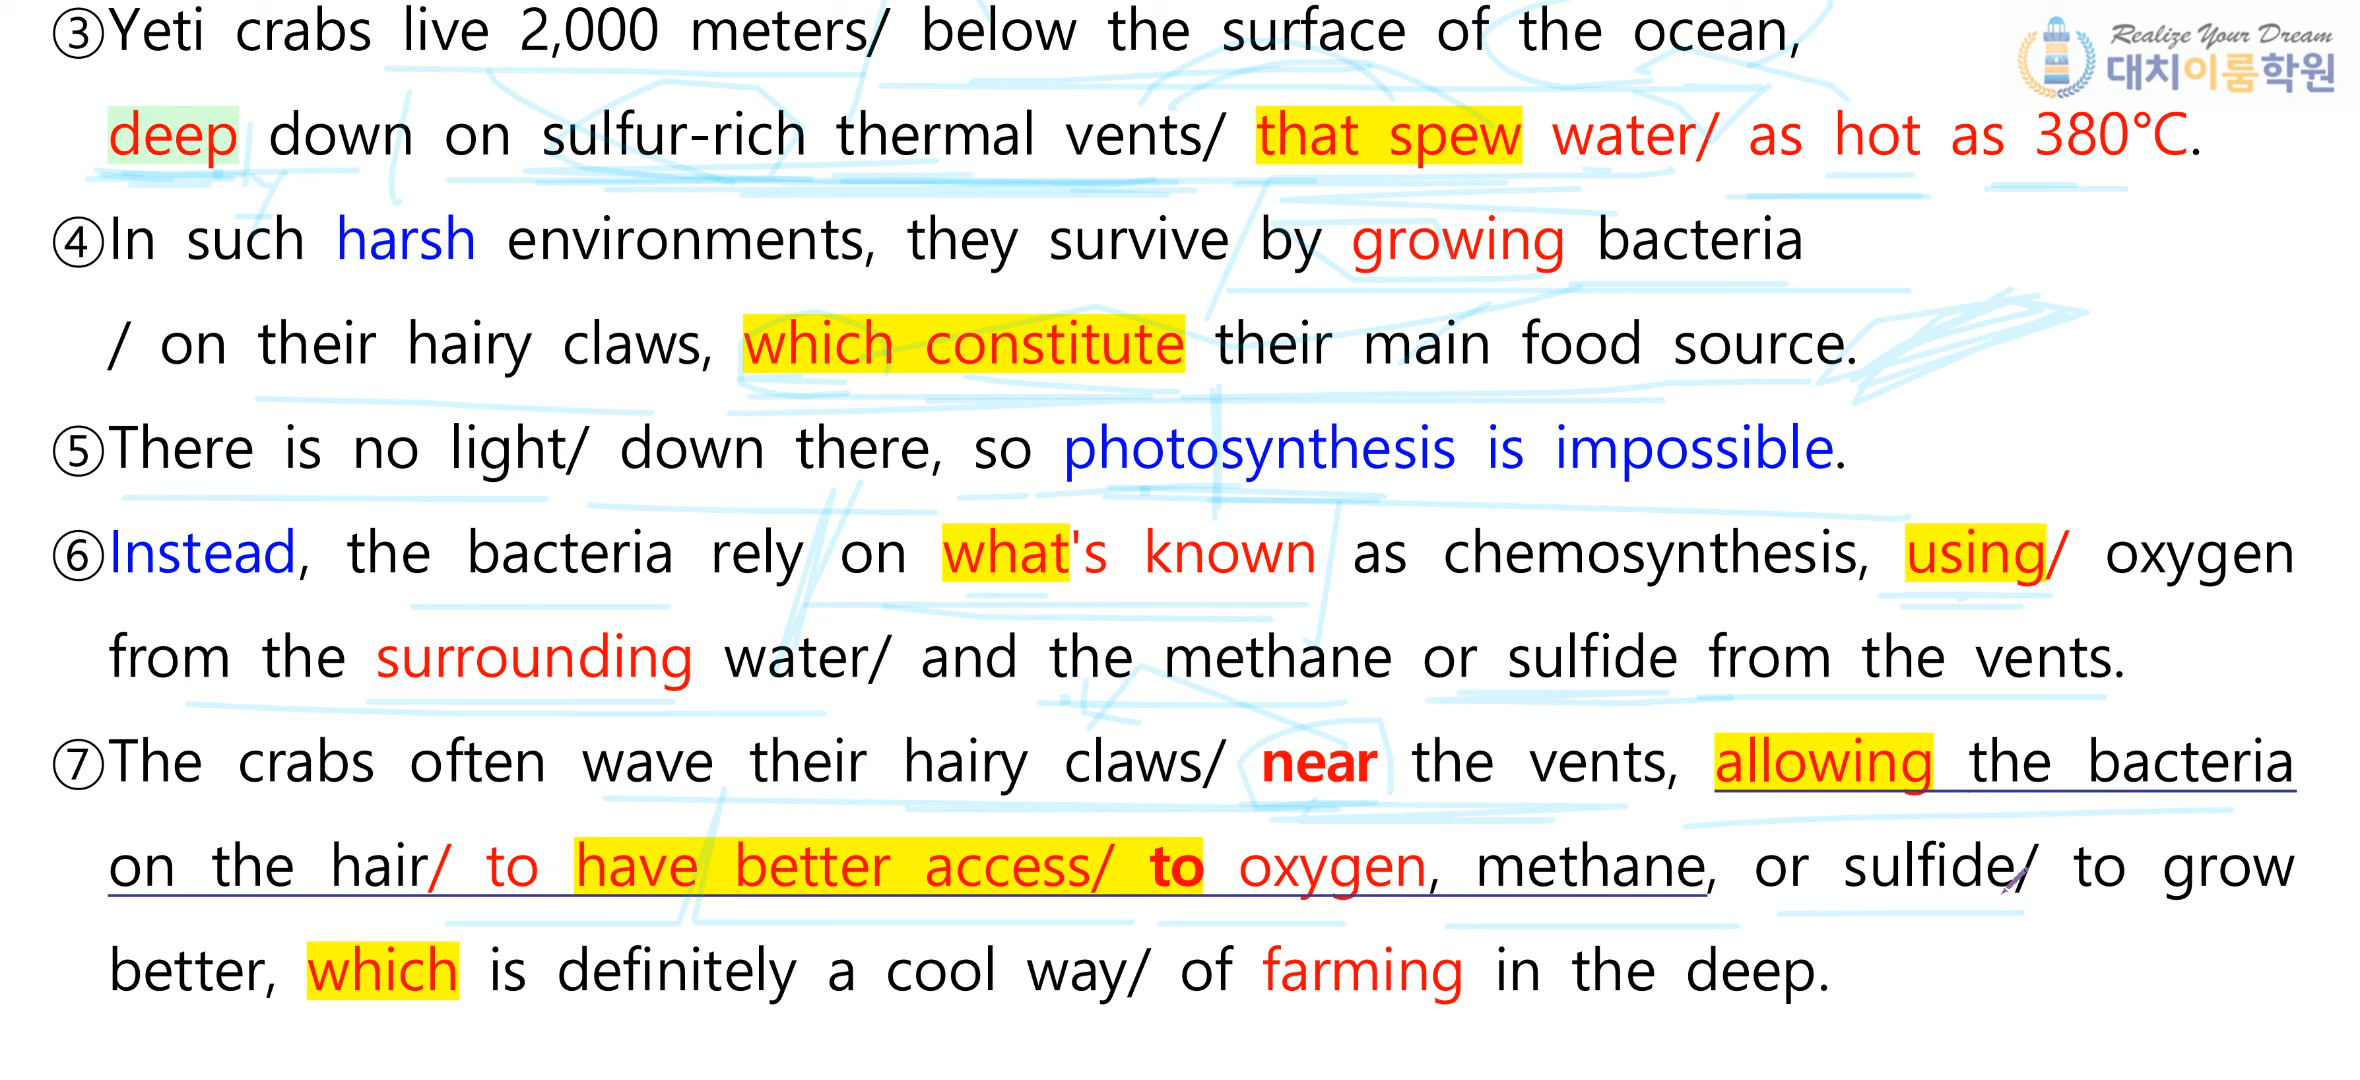 ③Yeti crabs live 2,000 meters/ below the surface of the ocean,
Realize Your Dream
대치이룸학원
deep down on sulfur-rich thermal vents/ that spew water/ as hot as 380℃.
④In such harsh environments, they survive by growing bacteria
/ on their hairy claws, which constitute their main food source.
⑤There is no light/ down there, so photosynthesis is impossible.
⑥Instead, the bacteria rely on what's known as chemosynthesis, using/ oxygen
from the surrounding water/ and the methane or sulfide from the vents.
⑦The crabs often wave their hairy claws/ near the vents, allowing the bacteria
on the hair/ to have better access/ to oxygen, methane, or sulfide/ to grow
better, which is definitely a cool way/ of farming in the deep.